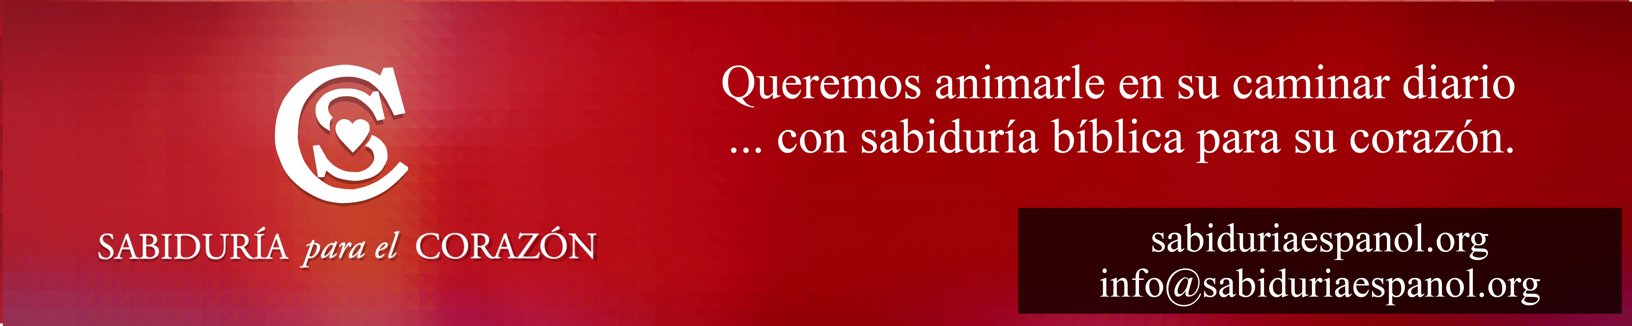 CS
SABIDURÍA para el CORAZÓN
Queremos animarle en su caminar diario
... con sabiduría bíblica para su corazón.
sabiduriaespanol.org
info@sabiduriaespanol.org